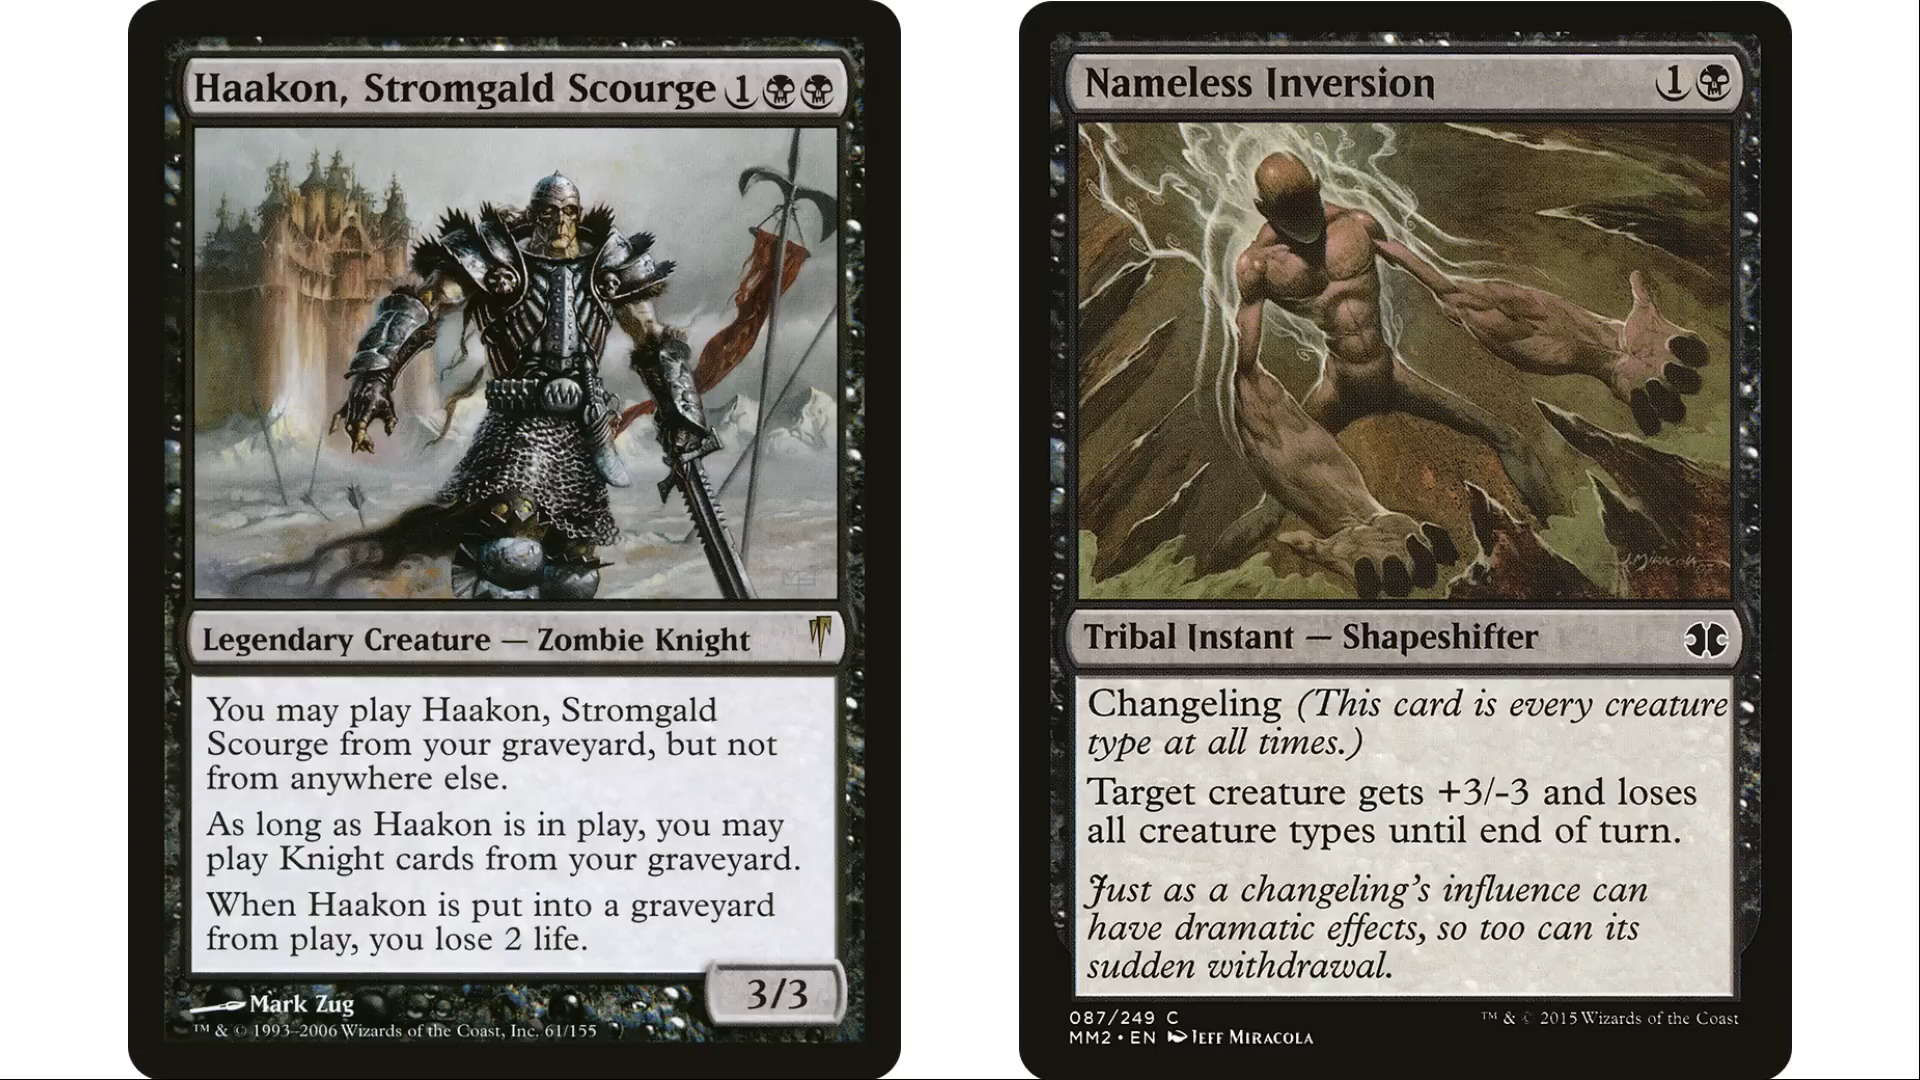 Haakon, Stromgald Scourge 1
Legendary Creature — Zombie Knight
You may play Haakon, Stromgald
Scourge from your graveyard, but not
from anywhere else.
As long as Haakon is in play, you may
play Knight cards from your graveyard.
When Haakon is put into a graveyard
from play, you lose 2 life.
3/3
Mark Zug
™ & © 1993–2006 Wizards of the Coast, Inc. 61/155
Nameless Inversion 1
J. MIRACOLA 07
Tribal Instant — Shapeshifter
Changeling (This card is every creature
type at all times.)
Target creature gets +3/-3 and loses
all creature types until end of turn.
Just as a changeling's influence can
have dramatic effects, so too can its
sudden withdrawal.
087/249 C
MM2 • EN JEFF MIRACOLA
™ & © 2015 Wizards of the Coast